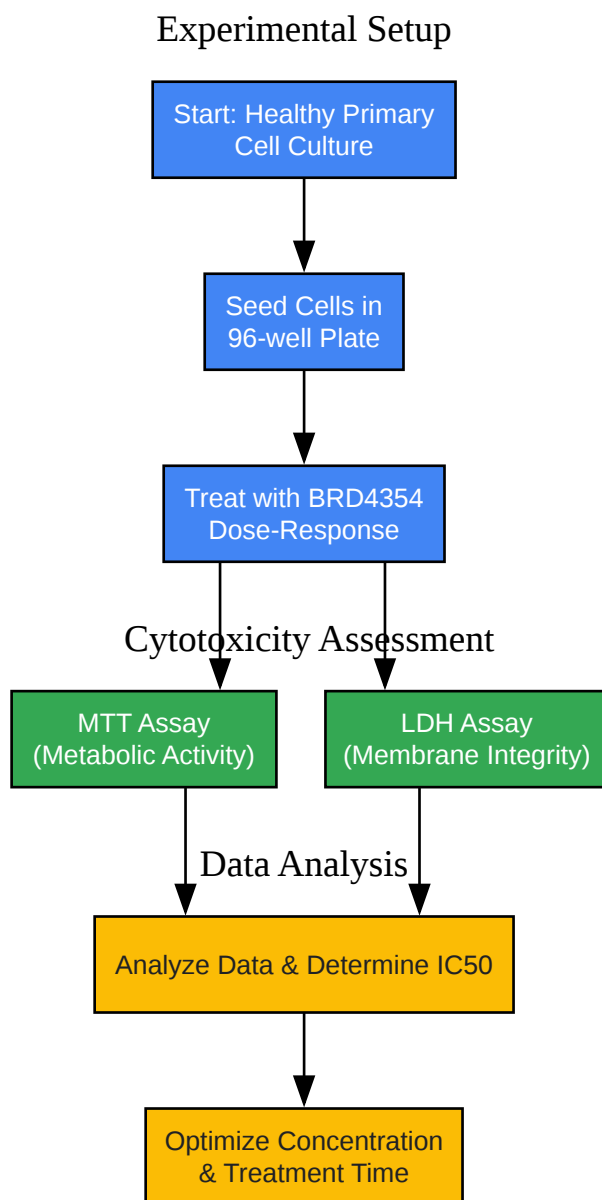 Experimental Setup
Start: Healthy Primary
Cell Culture
Seed Cells in
96-well Plate
Treat with BRD4354
Dose-Response
Cytotoxicity Assessment
MTT Assay
(Metabolic Activity)
LDH Assay
(Membrane Integrity)
Data Analysis
Analyze Data & Determine IC50
Optimize Concentration
& Treatment Time